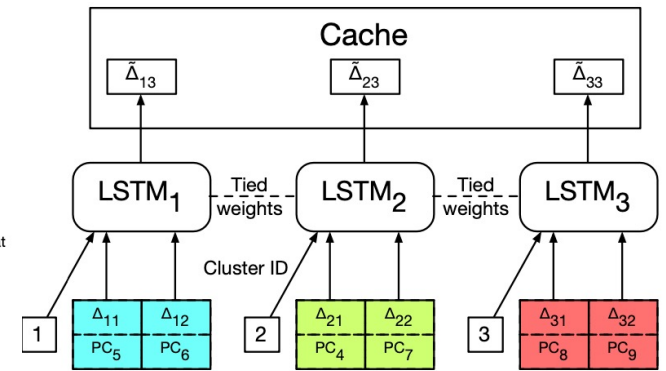 Cache
Δ̃₁₃ Δ̃₂₃ Δ̃₃₃
LSTM₁ Tied weights LSTM₂ Tied weights LSTM₃
at
Cluster ID
1 Δ₁₁ Δ₁₂ 2 Δ₂₁ Δ₂₂ 3 Δ₃₁ Δ₃₂
PC₅ PC₆ PC₄ PC₇ PC₈ PC₉